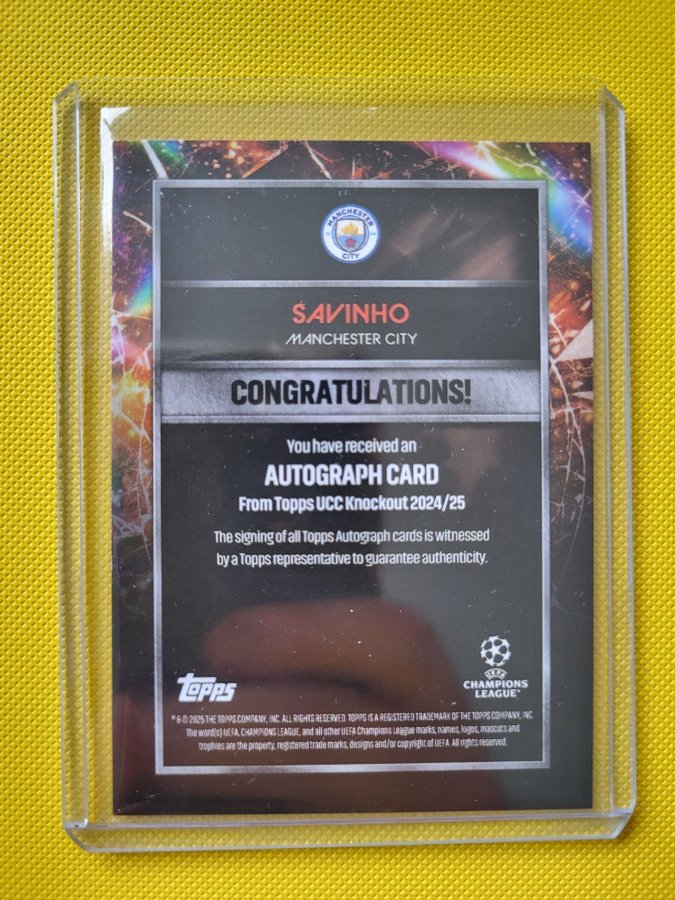 MANCHESTER
CITY
SAVINHO
MANCHESTER CITY
CONGRATULATIONS!
You have received an
AUTOGRAPH CARD
From Topps UCC Knockout 2024/25
The signing of all Topps Autograph cards is witnessed
by a Topps representative to guarantee authenticity.
topps
UEFA
CHAMPIONS
LEAGUE®
® & © 2025 THE TOPPS COMPANY, INC. ALL RIGHTS RESERVED. TOPPS IS A REGISTERED TRADEMARK OF THE TOPPS COMPANY, INC.
The word(s) UEFA, CHAMPIONS LEAGUE, and all other UEFA Champions League marks, names, logos, mascots and
trophies are the property, registered trade marks, designs and/or copyright of UEFA. All rights reserved.